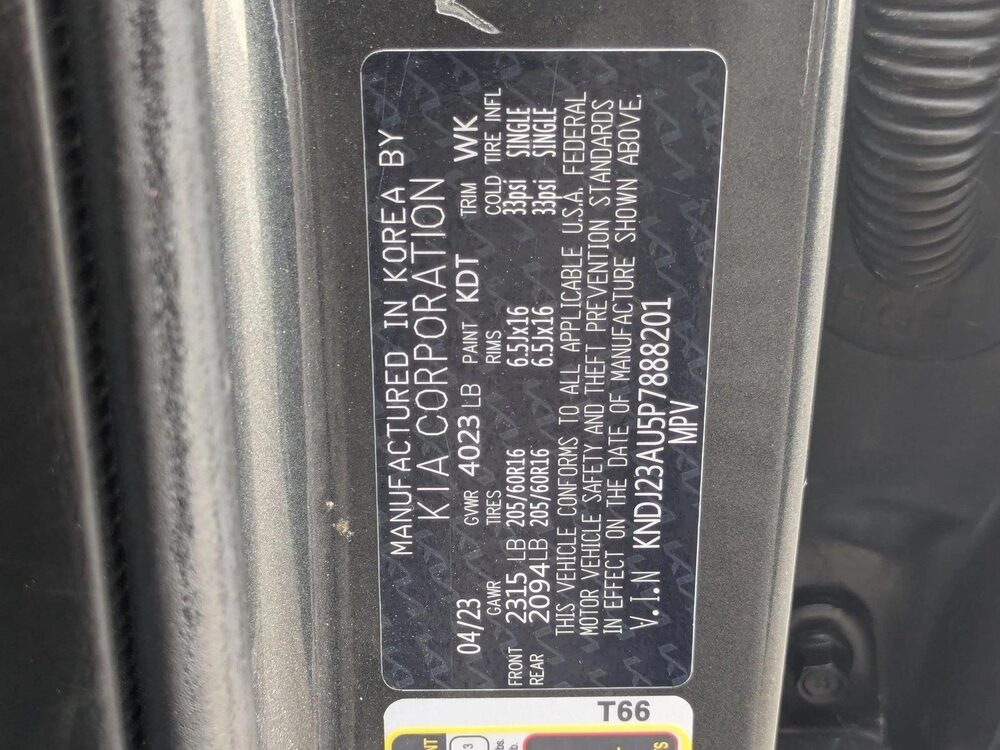 MANUFACTURED IN KOREA BY
KIA CORPORATION
04/23 GVWR 4023 LB PAINT KDT TRIM WK
GAWR TIRES RIMS COLD TIRE INFL
FRONT 2315 LB 205/60R16 6.5Jx16 33psi SINGLE
REAR 2094LB 205/60R16 6.5Jx16 33psi SINGLE
THIS VEHICLE CONFORMS TO ALL APPLICABLE U.S.A. FEDERAL
MOTOR VEHICLE SAFETY AND THEFT PREVENTION STANDARDS
IN EFFECT ON THE DATE OF MANUFACTURE SHOWN ABOVE.
V.I.N KNDJ23AU5P7888201
MPV
T66
3